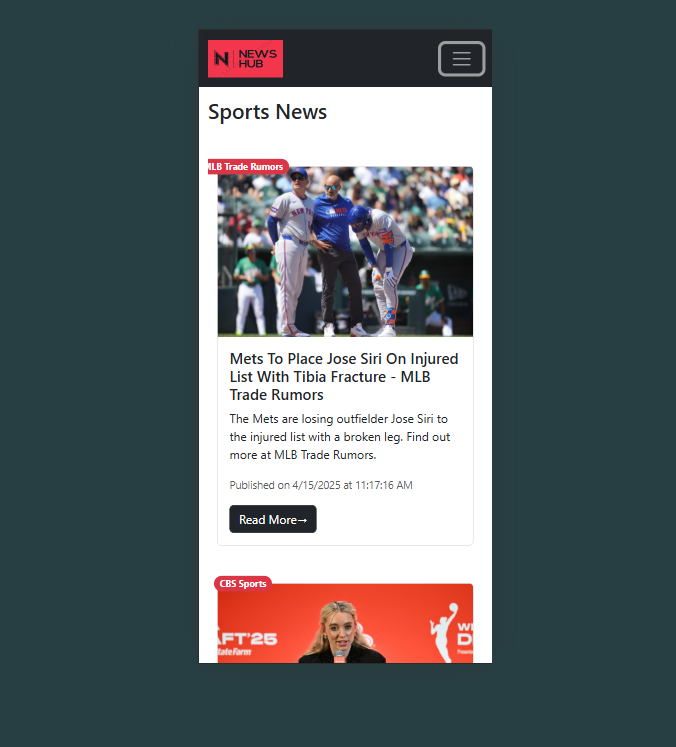 N NEWS
HUB
Sports News
MLB Trade Rumors
NEW YORK
Mets To Place Jose Siri On Injured
List With Tibia Fracture - MLB
Trade Rumors
The Mets are losing outfielder Jose Siri to
the injured list with a broken leg. Find out
more at MLB Trade Rumors.
Published on 4/15/2025 at 11:17:16 AM
Read More→
CBS Sports
AFT'25
ateFarm